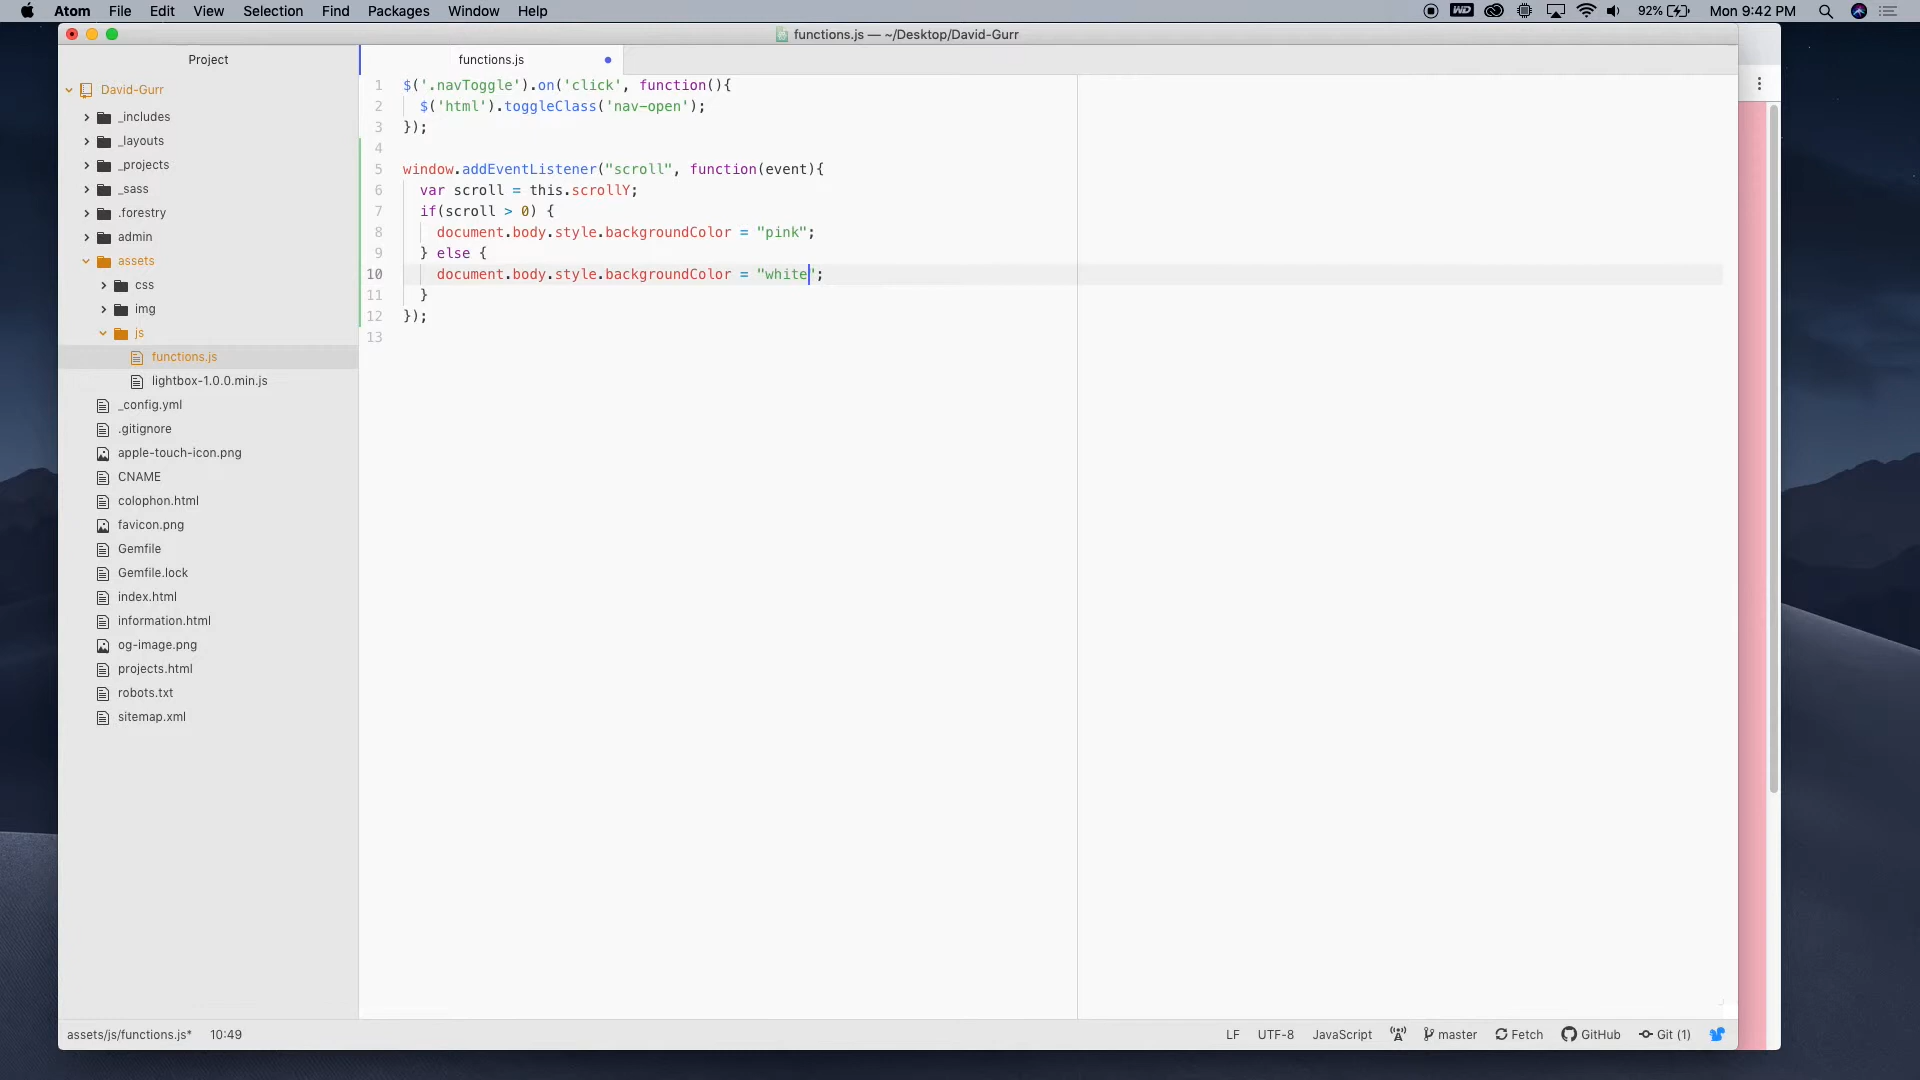 Atom File Edit View Selection Find Packages Window Help
WD 92% Mon 9:42 PM
functions.js — ~/Desktop/David-Gurr
Project
functions.js
David-Gurr
_includes
_layouts
_projects
_sass
.forestry
admin
assets
css
img
js
functions.js
lightbox-1.0.0.min.js
_config.yml
.gitignore
apple-touch-icon.png
CNAME
colophon.html
favicon.png
Gemfile
Gemfile.lock
index.html
information.html
og-image.png
projects.html
robots.txt
sitemap.xml
1 $('.navToggle').on('click', function(){
2 $('html').toggleClass('nav-open');
3 });
4
5 window.addEventListener("scroll", function(event){
6 var scroll = this.scrollY;
7 if(scroll > 0) {
8 document.body.style.backgroundColor = "pink";
9 } else {
10 document.body.style.backgroundColor = "white";
11 }
12 });
13
assets/js/functions.js* 10:49
LF UTF-8 JavaScript master Fetch GitHub Git (1)